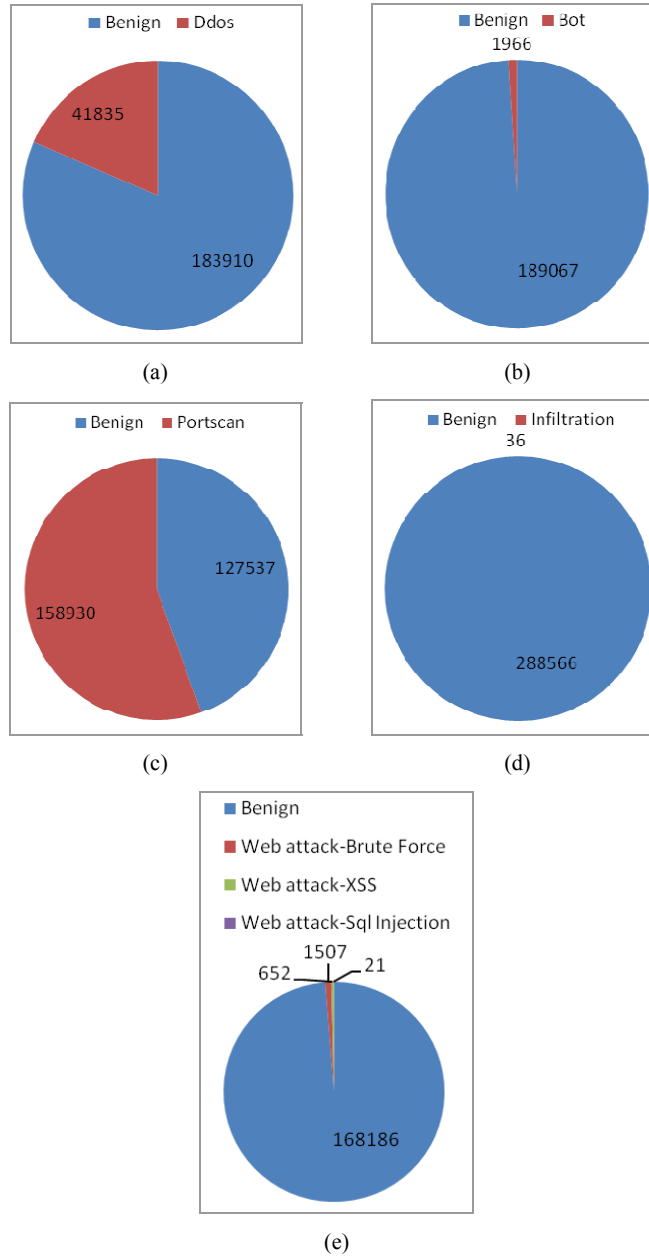 Benign Ddos
41835
183910
(a)
Benign Bot
1966
189067
(b)
Benign Portscan
127537
158930
(c)
Benign Infiltration
36
288566
(d)
Benign
Web attack-Brute Force
Web attack-XSS
Web attack-Sql Injection
1507
652 21
168186
(e)